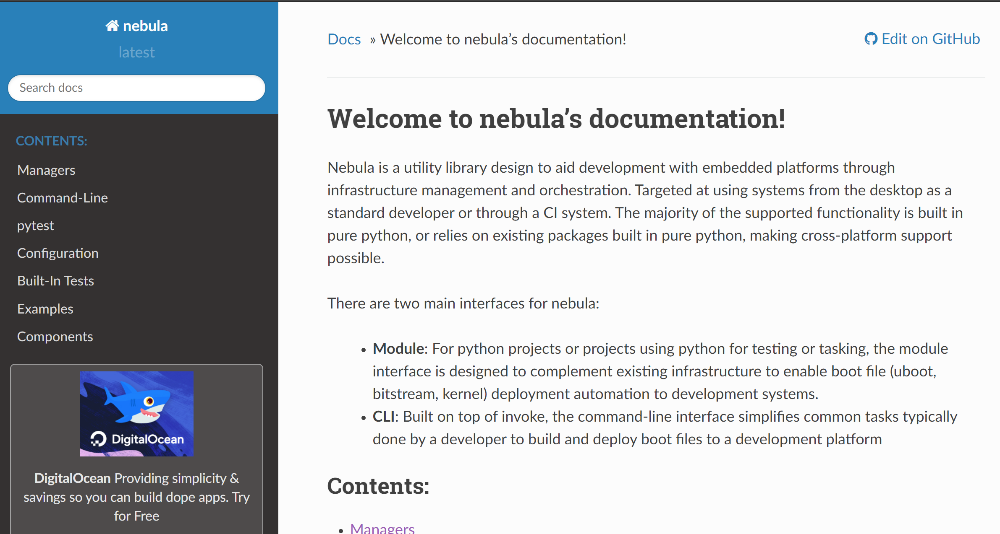 nebula
latest
Search docs
CONTENTS:
Managers
Command-Line
pytest
Configuration
Built-In Tests
Examples
Components
DigitalOcean
DigitalOcean Providing simplicity &
savings so you can build dope apps. Try
for Free
Docs » Welcome to nebula’s documentation!
Edit on GitHub
Welcome to nebula’s documentation!
Nebula is a utility library design to aid development with embedded platforms through
infrastructure management and orchestration. Targeted at using systems from the desktop as a
standard developer or through a CI system. The majority of the supported functionality is built in
pure python, or relies on existing packages built in pure python, making cross-platform support
possible.
There are two main interfaces for nebula:
• Module: For python projects or projects using python for testing or tasking, the module
interface is designed to complement existing infrastructure to enable boot file (uboot,
bitstream, kernel) deployment automation to development systems.
• CLI: Built on top of invoke, the command-line interface simplifies common tasks typically
done by a developer to build and deploy boot files to a development platform
Contents:
• Managers